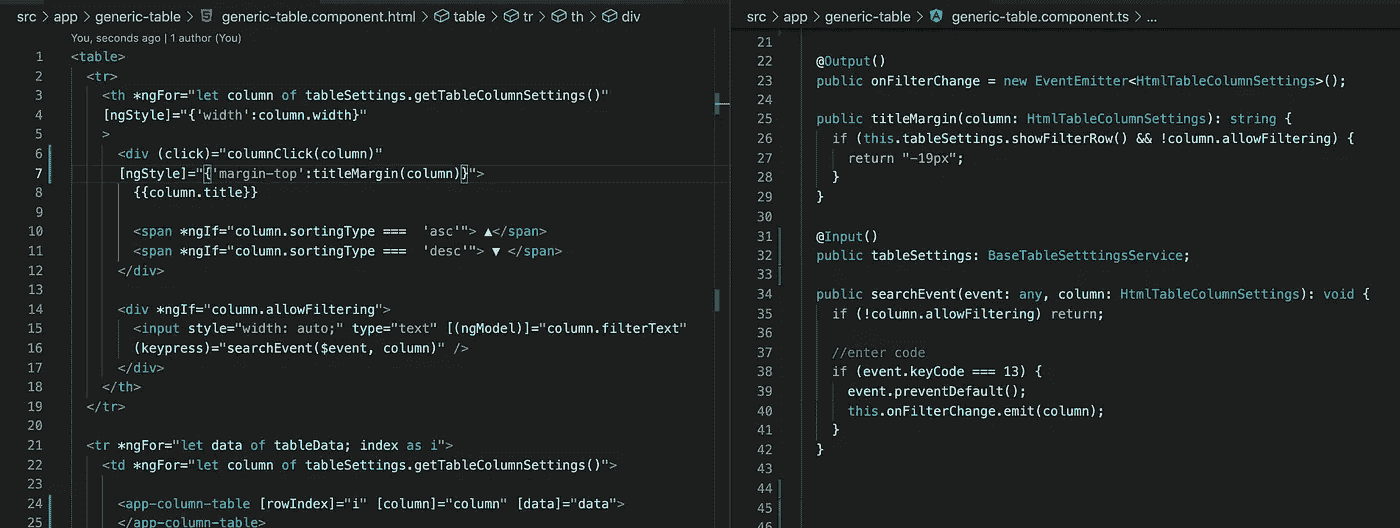 src > app > generic-table > generic-table.component.html > table > tr > th > div
You, seconds ago | 1 author (You)
1 <table>
2 <tr>
3 <th *ngFor="let column of tableSettings.getTableColumnSettings()"
4 [ngStyle]="{'width':column.width}"
5 >
6 <div (click)="columnClick(column)"
7 [ngStyle]="{'margin-top':titleMargin(column)}">
8 {{column.title}}
9
10 <span *ngIf="column.sortingType ===  'asc'"> ▲</span>
11 <span *ngIf="column.sortingType ===  'desc'"> ▼ </span>
12 </div>
13
14 <div *ngIf="column.allowFiltering">
15 <input style="width: auto;" type="text" [(ngModel)]="column.filterText"
16 (keypress)="searchEvent($event, column)" />
17 </div>
18 </th>
19 </tr>
20
21 <tr *ngFor="let data of tableData; index as i">
22 <td *ngFor="let column of tableSettings.getTableColumnSettings()">
23
24 <app-column-table [rowIndex]="i" [column]="column" [data]="data">
25 </app-column-table>
src > app > generic-table > generic-table.component.ts > ...
21
22 @Output()
23 public onFilterChange = new EventEmitter<HtmlTableColumnSettings>();
24
25 public titleMargin(column: HtmlTableColumnSettings): string {
26 if (this.tableSettings.showFilterRow() && !column.allowFiltering) {
27 return "-19px";
28 }
29 }
30
31 @Input()
32 public tableSettings: BaseTableSetttingsService;
33
34 public searchEvent(event: any, column: HtmlTableColumnSettings): void {
35 if (!column.allowFiltering) return;
36
37 //enter code
38 if (event.keyCode === 13) {
39 event.preventDefault();
40 this.onFilterChange.emit(column);
41 }
42 }
43
44
45
46